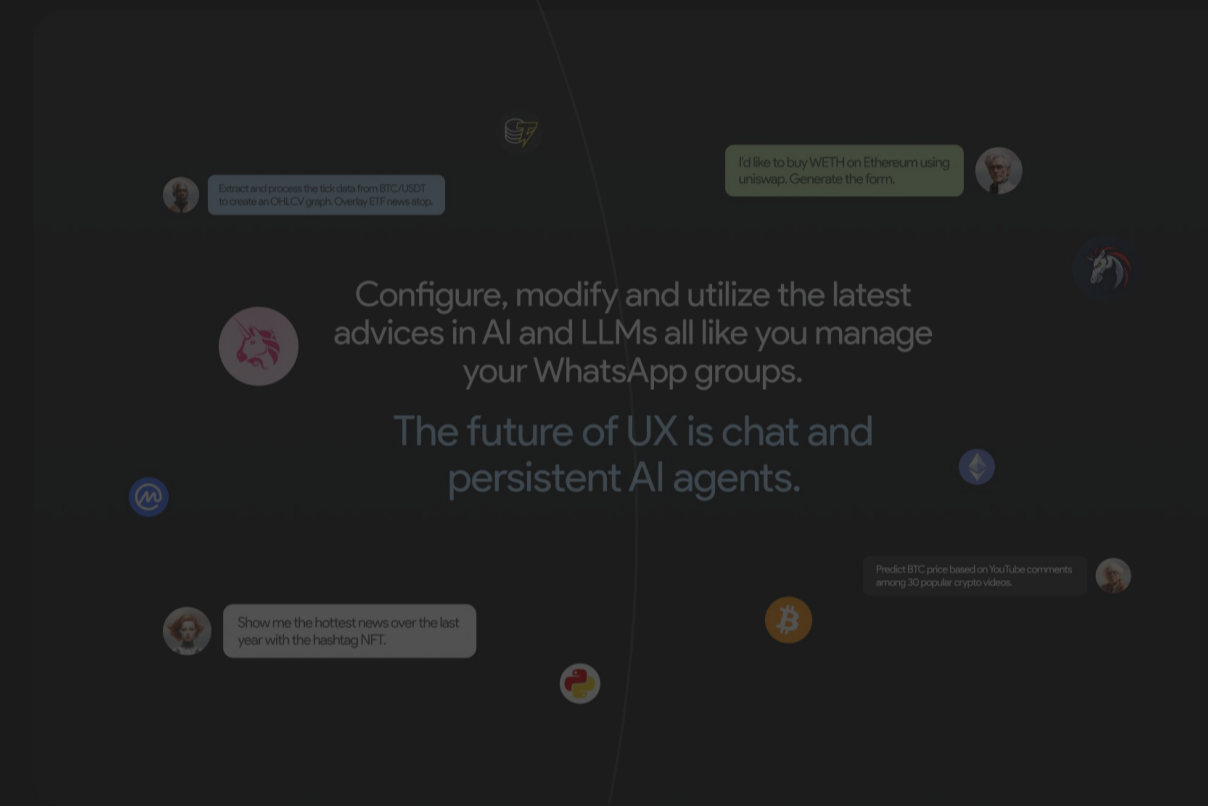 I'd like to buy WETH on Ethereum using
uniswap. Generate the form.
Extract and process the tick data from BTC/USDT
to create an OHLCV graph. Overlay ETF news atop.
Configure, modify and utilize the latest
advices in AI and LLMs all like you manage
your WhatsApp groups.
The future of UX is chat and
persistent AI agents.
Predict BTC price based on YouTube comments
among 30 popular crypto videos.
Show me the hottest news over the last
year with the hashtag NFT.